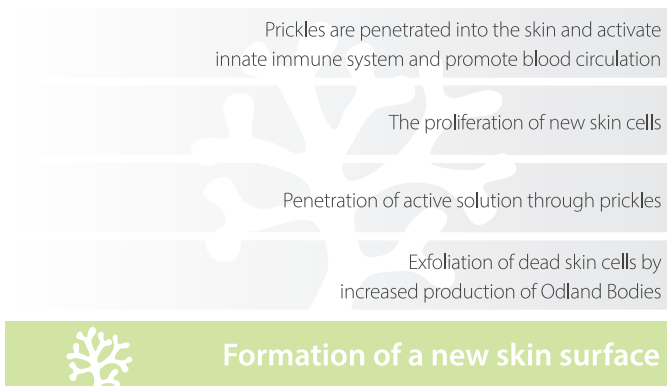 Prickles are penetrated into the skin and activate
innate immune system and promote blood circulation
The proliferation of new skin cells
Penetration of active solution through prickles
Exfoliation of dead skin cells by
increased production of Odland Bodies
Formation of a new skin surface